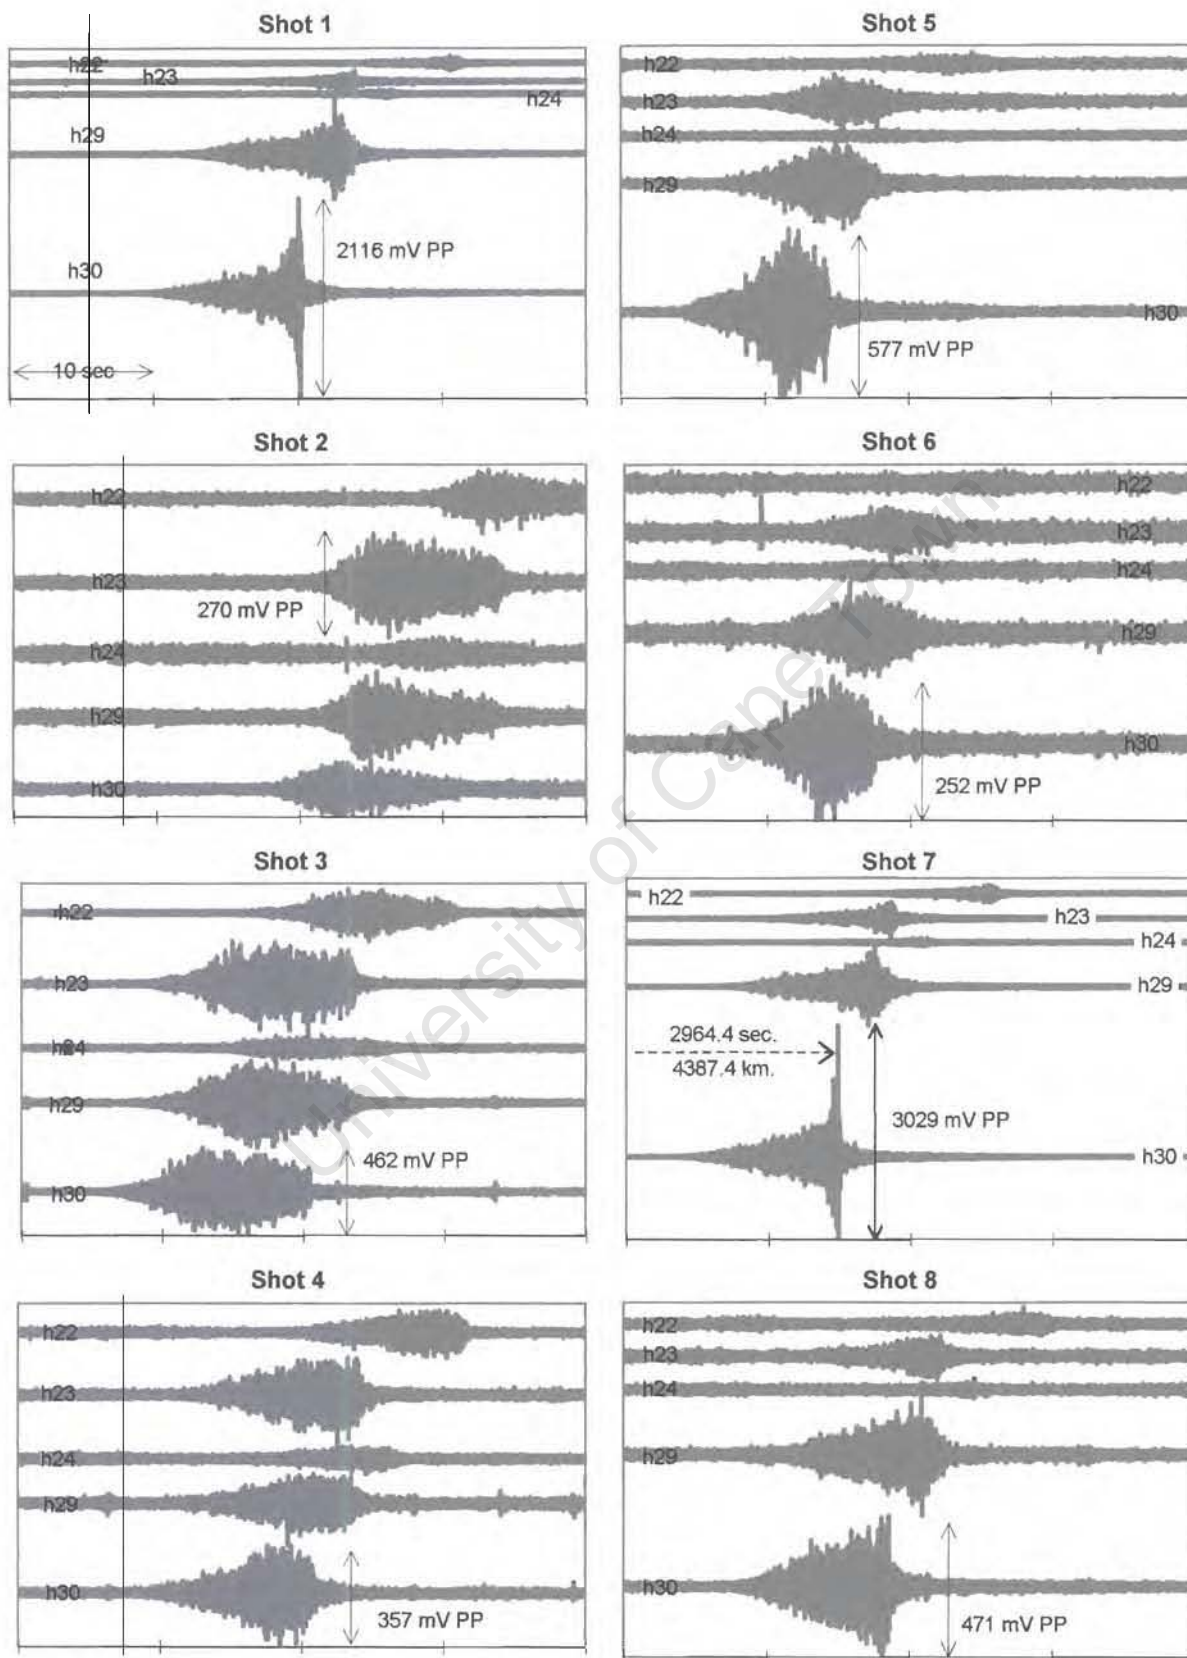 Shot 1
h22
h23
h24
h29
2116 mV PP
h30
10 sec
Shot 2
h22
h23
270 mV PP
h24
h29
h30
Shot 3
h22
h23
h24
h29
462 mV PP
h30
Shot 4
h22
h23
h24
h29
h30
357 mV PP
Shot 5
h22
h23
h24
h29
h30
577 mV PP
Shot 6
h22
h23
h24
h29
h30
252 mV PP
Shot 7
h22
h23
h24
h29
2964.4 sec.
4387.4 km.
3029 mV PP
h30
Shot 8
h22
h23
h24
h29
h30
471 mV PP
University of Cape Town